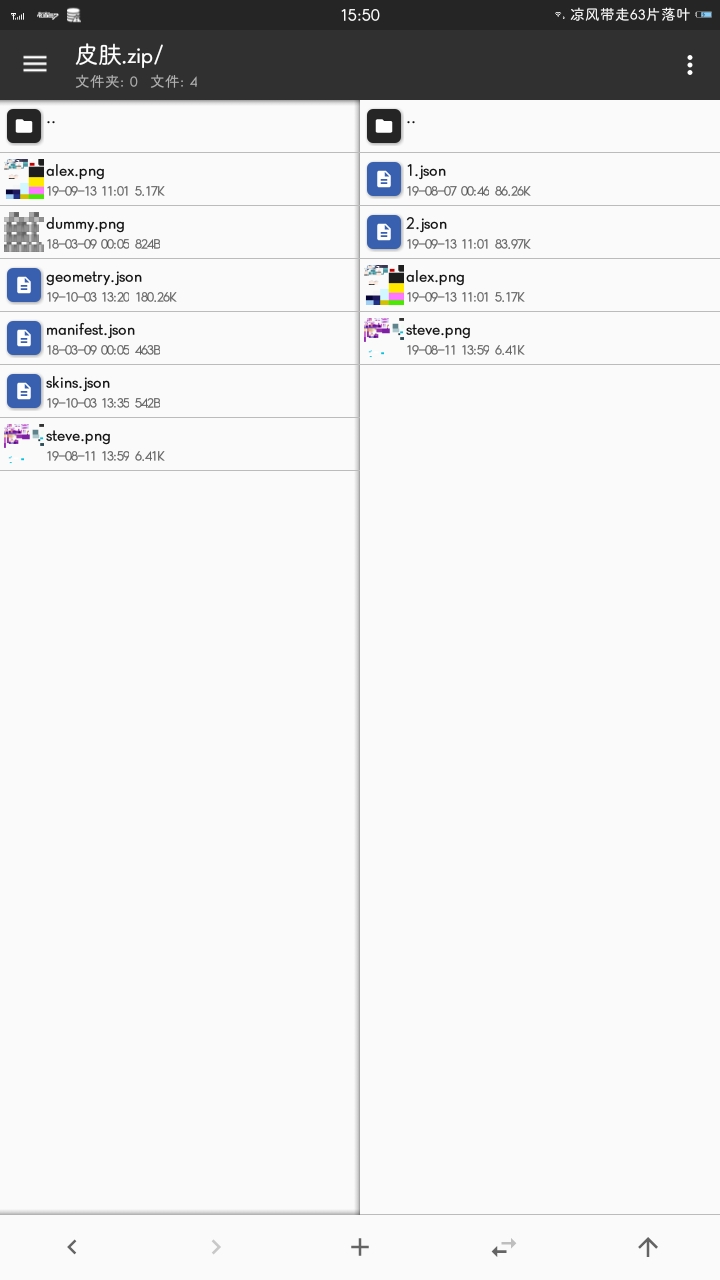 15:50
凉风带走63片落叶
皮肤.zip/
文件夹: 0 文件: 4
..
alex.png
19-09-13 11:01 5.17K
dummy.png
18-03-09 00:05 824B
geometry.json
19-10-03 13:20 180.26K
manifest.json
18-03-09 00:05 463B
skins.json
19-10-03 13:35 542B
steve.png
19-08-11 13:59 6.41K
..
1.json
19-08-07 00:46 86.26K
2.json
19-09-13 11:01 83.97K
alex.png
19-09-13 11:01 5.17K
steve.png
19-08-11 13:59 6.41K